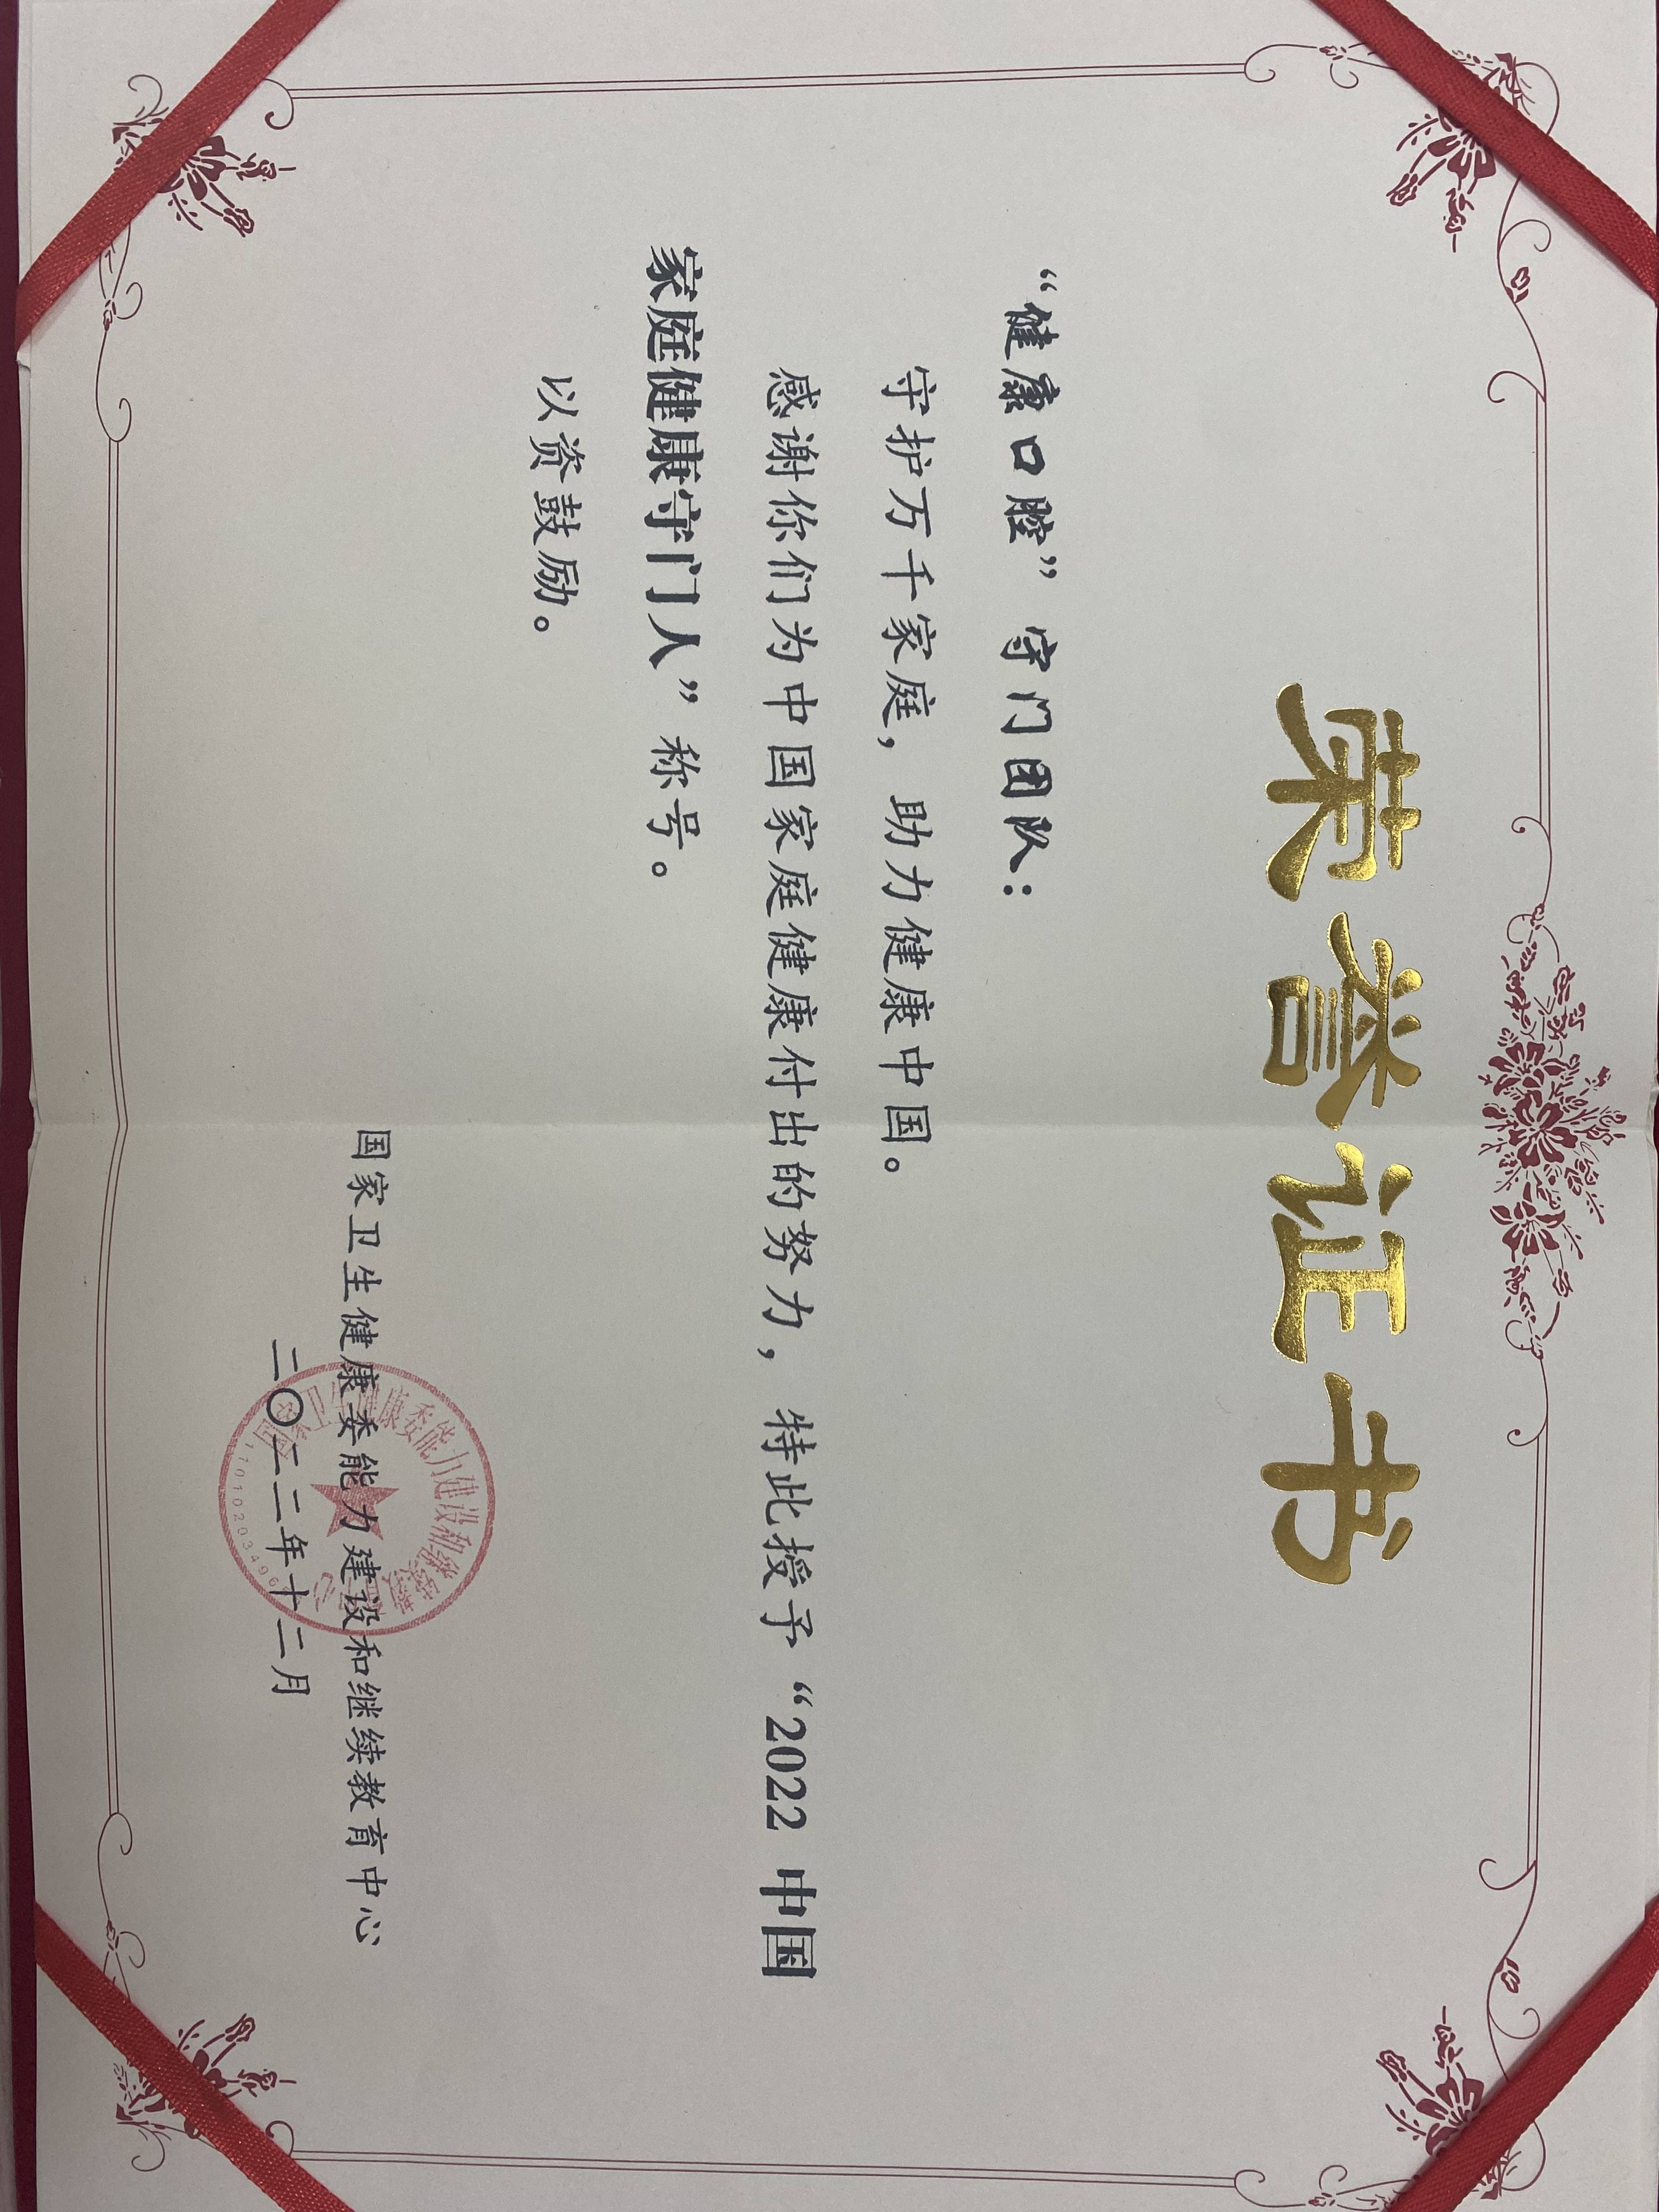 荣誉证书
“健康口腔”守门团队：
守护万千家庭，助力健康中国。
感谢你们为中国家庭健康付出的努力，特此授予“2022 中国
家庭健康守门人”称号。
以资鼓励。
国家卫生健康委能力建设和继续教育中心
二〇二二年十二月